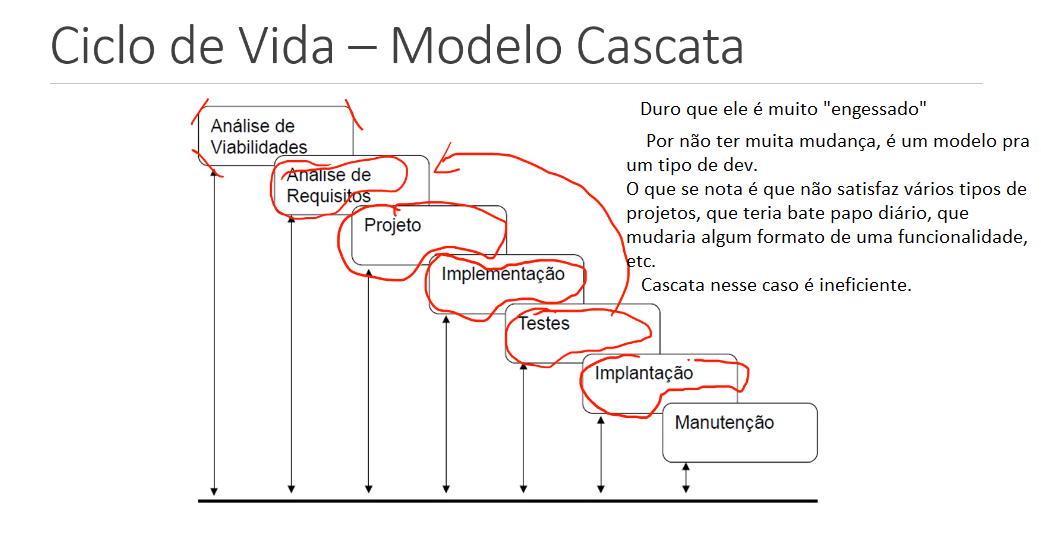 Ciclo de Vida – Modelo Cascata
Análise de
Viabilidades
Análise de
Requisitos
Projeto
Implementação
Testes
Implantação
Manutenção
Duro que ele é muito "engessado"
Por não ter muita mudança, é um modelo pra
um tipo de dev.
O que se nota é que não satisfaz vários tipos de
projetos, que teria bate papo diário, que
mudaria algum formato de uma funcionalidade,
etc.
Cascata nesse caso é ineficiente.